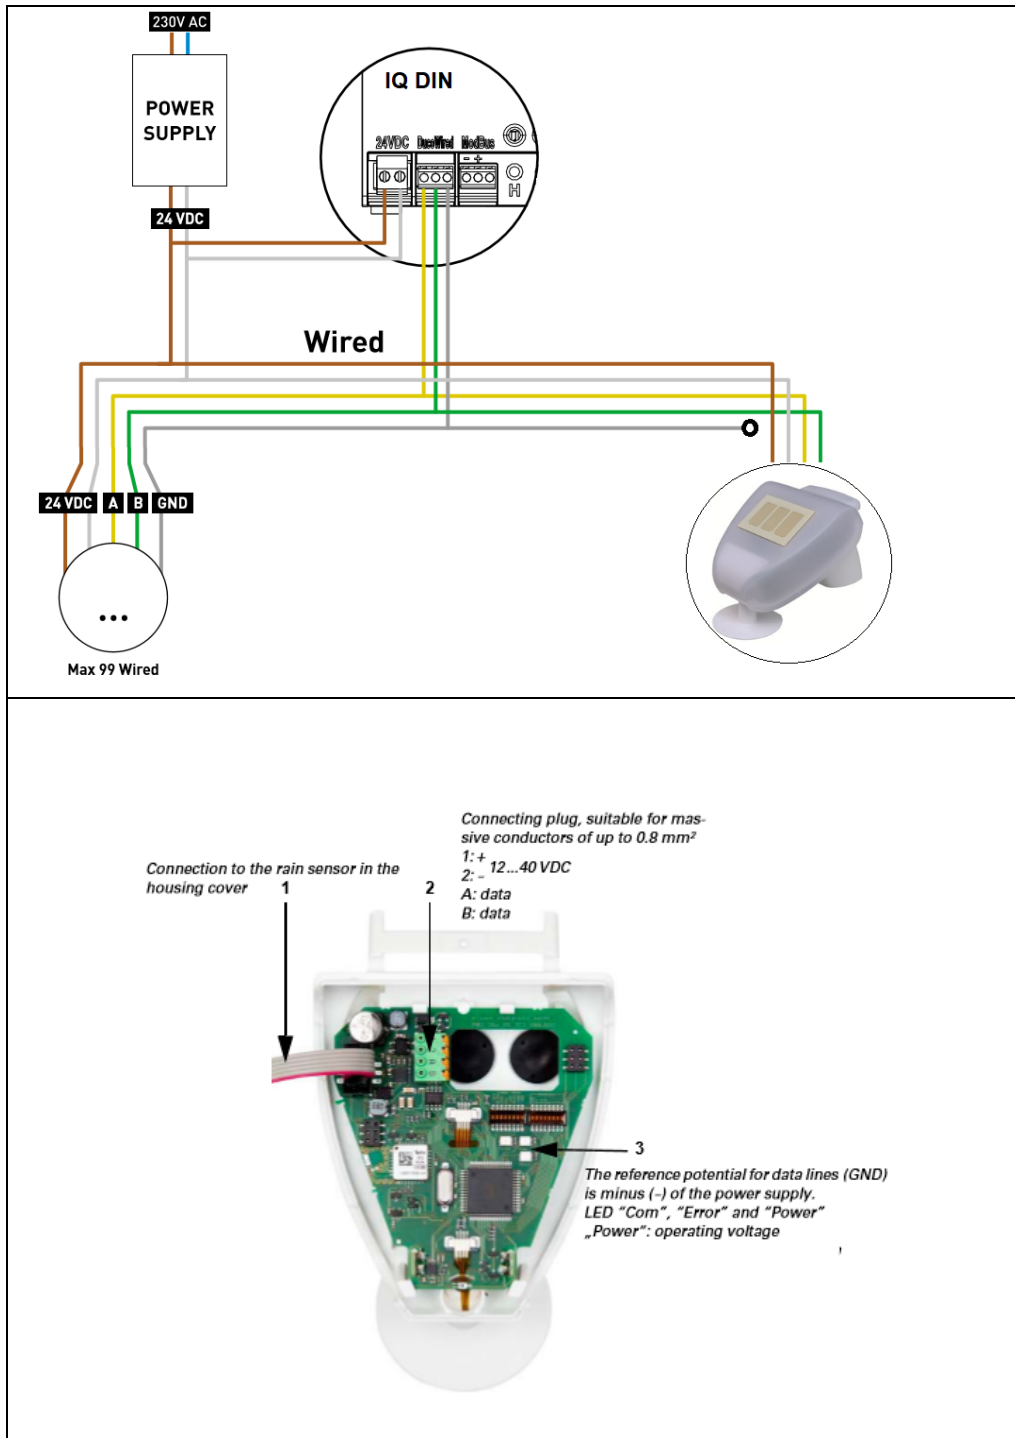 230V AC
POWER
SUPPLY
24 VDC
IQ DIN
24VDC DucoWired ModBus
- +
H
Wired
24 VDC A B GND
...
Max 99 Wired
Connecting plug, suitable for mas-
sive conductors of up to 0.8 mm²
1: +
2: - 12...40 VDC
A: data
B: data
Connection to the rain sensor in the
housing cover 1
2
3
The reference potential for data lines (GND)
is minus (-) of the power supply.
LED “Com”, “Error” and “Power”
„Power”: operating voltage